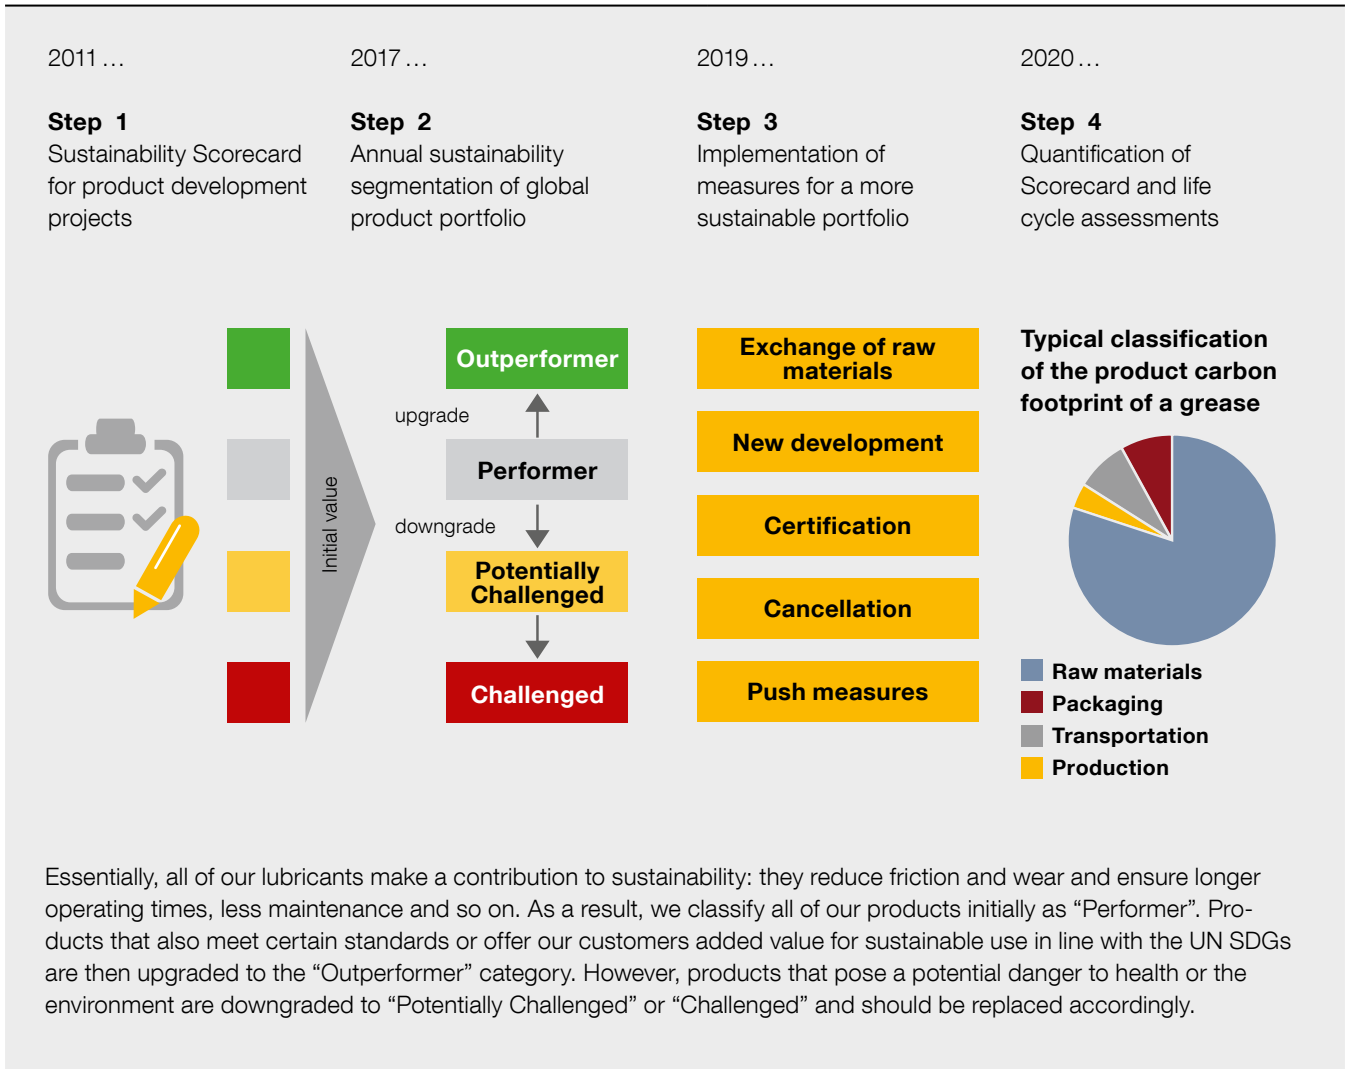 2011 ...
Step 1
Sustainability Scorecard
for product development
projects
2017 ...
Step 2
Annual sustainability
segmentation of global
product portfolio
2019 ...
Step 3
Implementation of
measures for a more
sustainable portfolio
2020 ...
Step 4
Quantification of
Scorecard and life
cycle assessments
Initial value
Outperformer
upgrade
Performer
downgrade
Potentially
Challenged
Challenged
Exchange of raw
materials
New development
Certification
Cancellation
Push measures
Typical classification
of the product carbon
footprint of a grease
Raw materials
Packaging
Transportation
Production
Essentially, all of our lubricants make a contribution to sustainability: they reduce friction and wear and ensure longer
operating times, less maintenance and so on. As a result, we classify all of our products initially as “Performer”. Pro-
ducts that also meet certain standards or offer our customers added value for sustainable use in line with the UN SDGs
are then upgraded to the “Outperformer” category. However, products that pose a potential danger to health or the
environment are downgraded to “Potentially Challenged” or “Challenged” and should be replaced accordingly.